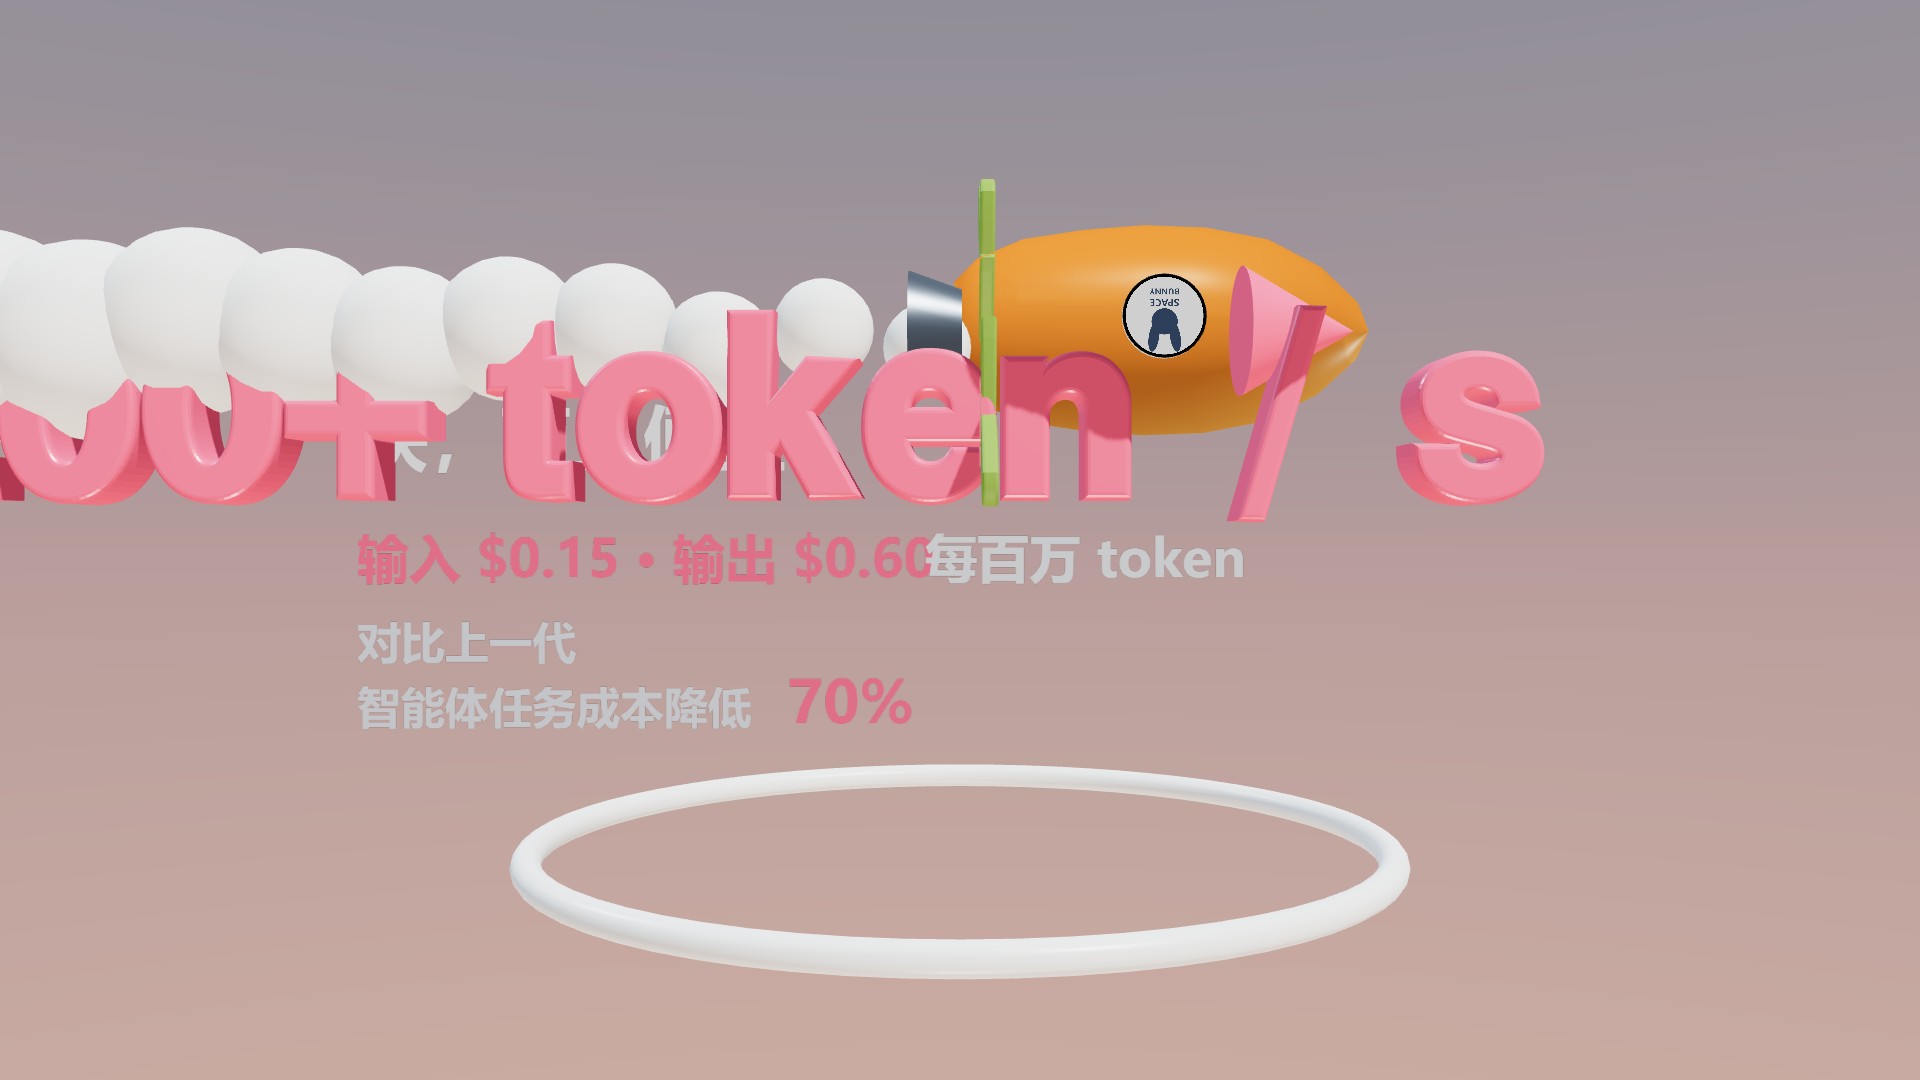 SPACE
BUNNY
00+ token / s
输入 $0.15 · 输出 $0.60 每百万 token
对比上一代
智能体任务成本降低 70%